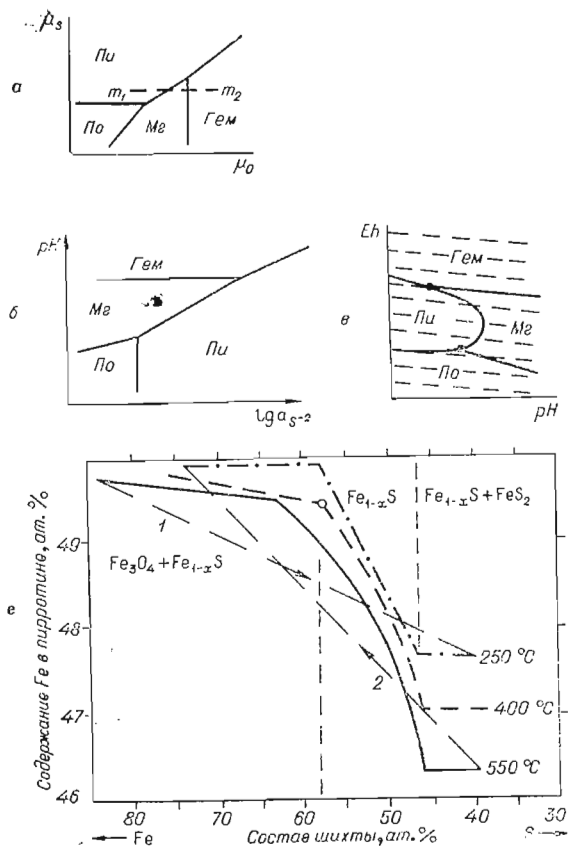 μs
Пи
а
m₁
m₂
По
Мг
Гем
μ₀
pH
Гем
Мг
б
По
Пи
lg a S⁻²
Eh
Гем
Пи
Мг
в
По
pH
Содержание Fe в пирротине, ат. %
49
48
47
46
е
1
2
Fe₃O₄+Fe₁₋ₓS
Fe₁₋ₓS
Fe₁₋ₓS+FeS₂
250 °C
400 °C
550 °C
80
70
60
50
40
30
← Fe
Состав шихты, ат. %
S →